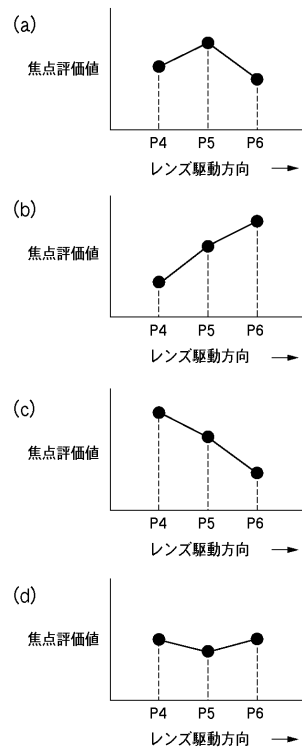 (a)
焦点評価値
P4 P5 P6
レンズ駆動方向 →
(b)
焦点評価値
P4 P5 P6
レンズ駆動方向 →
(c)
焦点評価値
P4 P5 P6
レンズ駆動方向 →
(d)
焦点評価値
P4 P5 P6
レンズ駆動方向 →